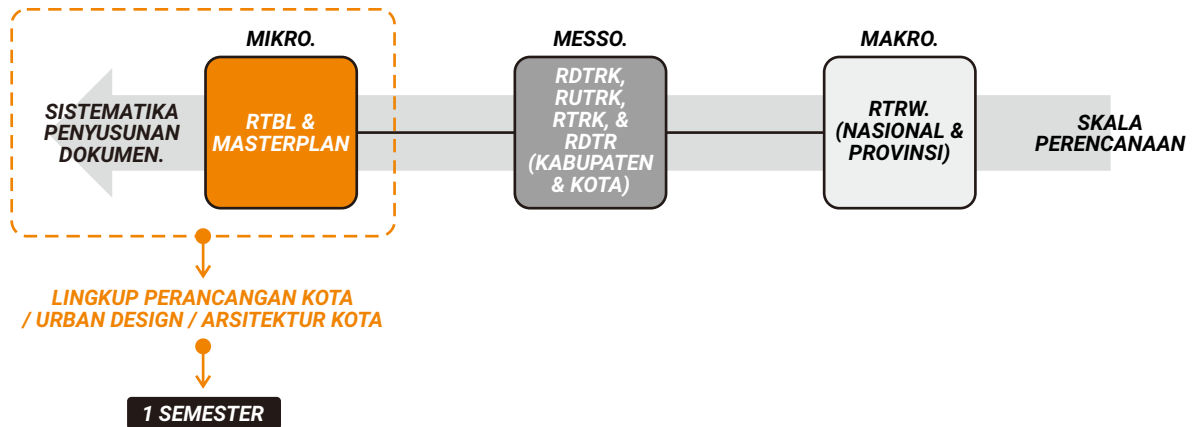 MIKRO.
MESSO.
MAKRO.
SISTEMATIKA
PENYUSUNAN
DOKUMEN.
RTBL &
MASTERPLAN
RDTRK,
RUTRK,
RTRK, &
RDTR
(KABUPATEN
& KOTA)
RTRW.
(NASIONAL &
PROVINSI)
SKALA
PERENCANAAN
LINGKUP PERANCANGAN KOTA
/ URBAN DESIGN / ARSITEKTUR KOTA
1 SEMESTER